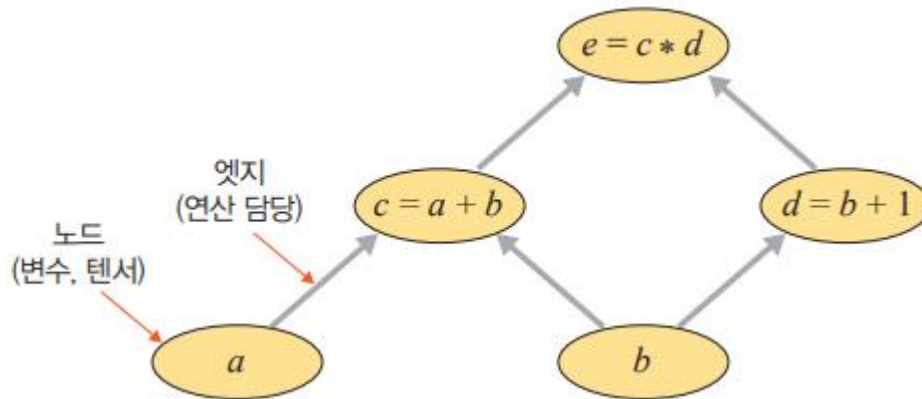 e = c * d
엣지
(연산 담당)
c = a + b
d = b + 1
노드
(변수, 텐서)
a
b